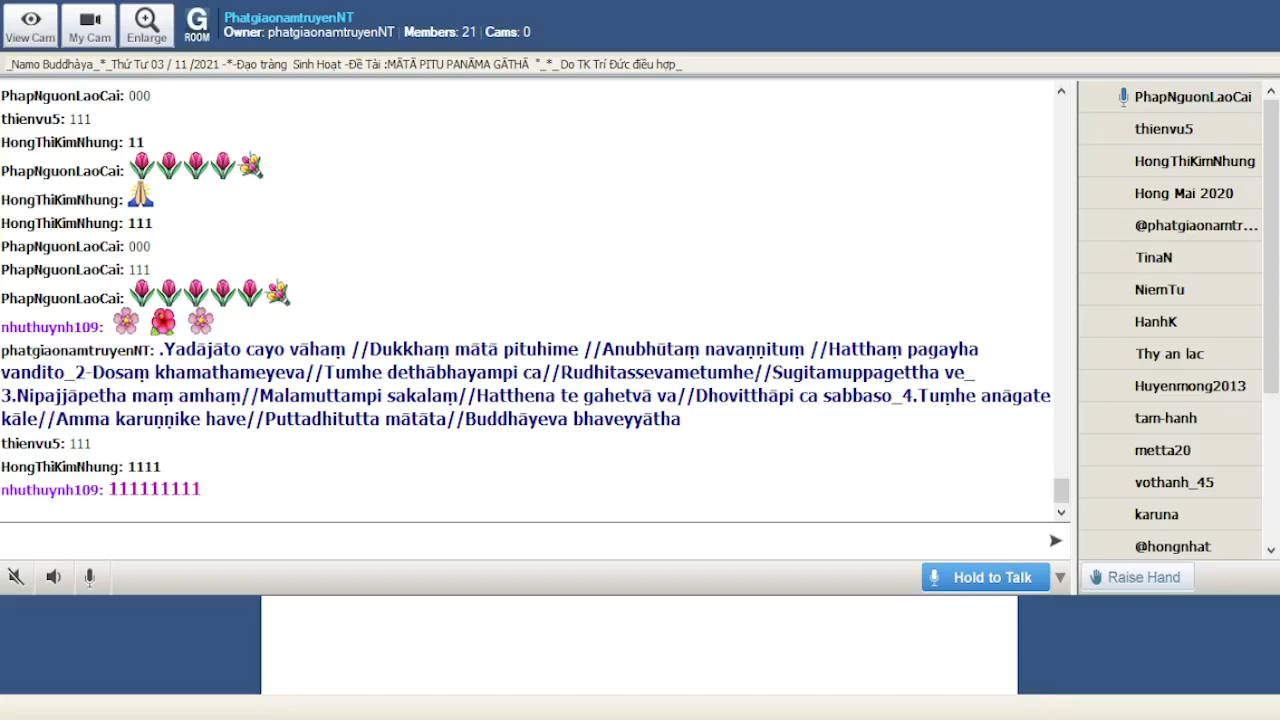 View Cam
My Cam
Enlarge
G
ROOM
PhatgiaonamtruyenNT
Owner: phatgiaonamtruyenNT | Members: 21 | Cams: 0
_Namo Buddhàya_*_Thứ Tư 03 / 11 /2021 -*-Đạo tràng  Sinh Hoạt -Đề Tài :MĀTĀ PITU PANĀMA GĀTHĀ  "_*_ Do TK Trí Đức điều hợp_
PhapNguonLaoCai: 000
thienvu5: 111
HongThiKimNhung: 11
PhapNguonLaoCai:
HongThiKimNhung:
HongThiKimNhung: 111
PhapNguonLaoCai: 000
PhapNguonLaoCai: 111
PhapNguonLaoCai:
nhuthuynh109:
phatgiaonamtruyenNT: .Yadājāto cayo vāhaṃ //Dukkhaṃ mātā pituhime //Anubhūtaṃ navaṇṇituṃ //Hatthaṃ pagayha
vandito_2-Dosaṃ khamathameyeva//Tumhe dethābhayampi ca//Rudhitassevametumhe//Sugitamuppagettha ve_
3.Nipajjāpetha maṃ amhaṃ//Malamuttampi sakalaṃ//Hatthena te gahetvā va//Dhovitthāpi ca sabbaso_4.Tuṃhe anāgate
kāle//Amma karuṇṇike have//Puttadhitutta mātāta//Buddhāyeva bhaveyyātha
thienvu5: 111
HongThiKimNhung: 1111
nhuthuynh109: 111111111
PhapNguonLaoCai
thienvu5
HongThiKimNhung
Hong Mai 2020
@phatgiaonamtr...
TinaN
NiemTu
HanhK
Thy an lac
Huyenmong2013
tam-hanh
metta20
vothanh_45
karuna
@hongnhat
Hold to Talk
Raise Hand